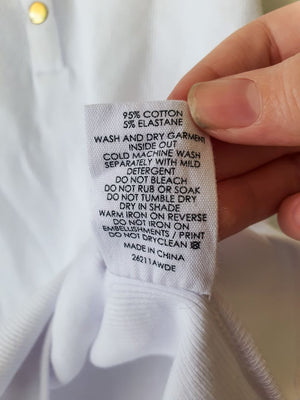 95% COTTON
5% ELASTANE
WASH AND DRY GARMENT
INSIDE OUT
COLD MACHINE WASH
SEPARATELY WITH MILD
DETERGENT
DO NOT BLEACH
DO NOT RUB OR SOAK
DO NOT TUMBLE DRY
DRY IN SHADE
WARM IRON ON REVERSE
DO NOT IRON ON
EMBELLISHMENTS / PRINT
DO NOT DRYCLEAN
MADE IN CHINA
26211AWDE